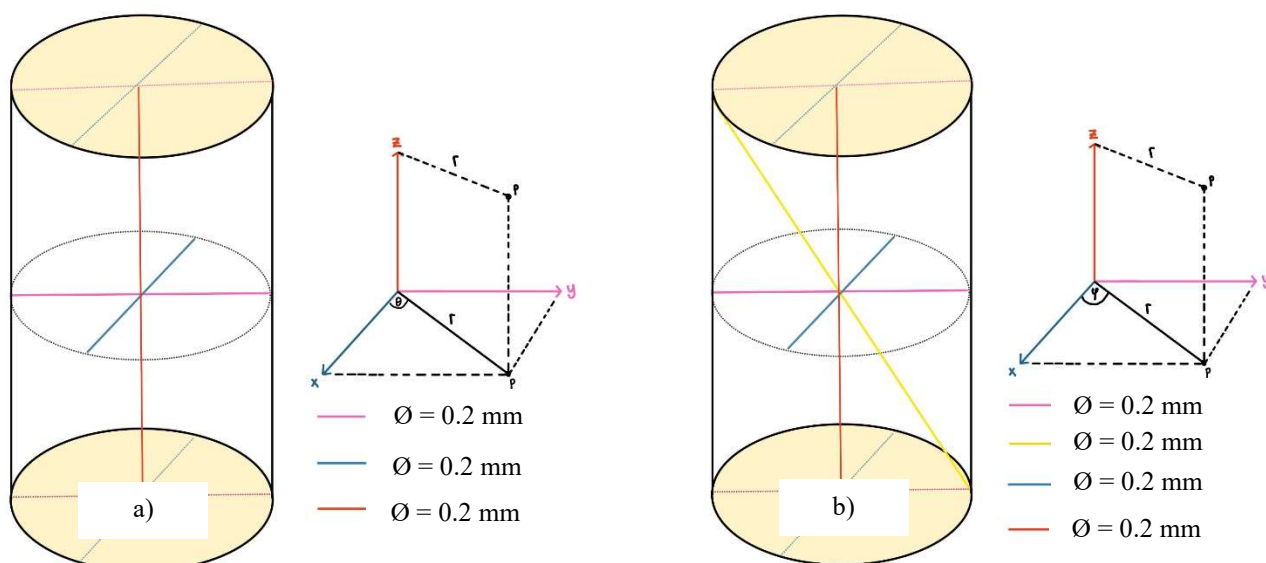 z
r
P
θ
y
r
x
P
Ø = 0.2 mm
Ø = 0.2 mm
Ø = 0.2 mm
a)
z
r
P
φ
y
r
x
P
Ø = 0.2 mm
Ø = 0.2 mm
Ø = 0.2 mm
Ø = 0.2 mm
b)